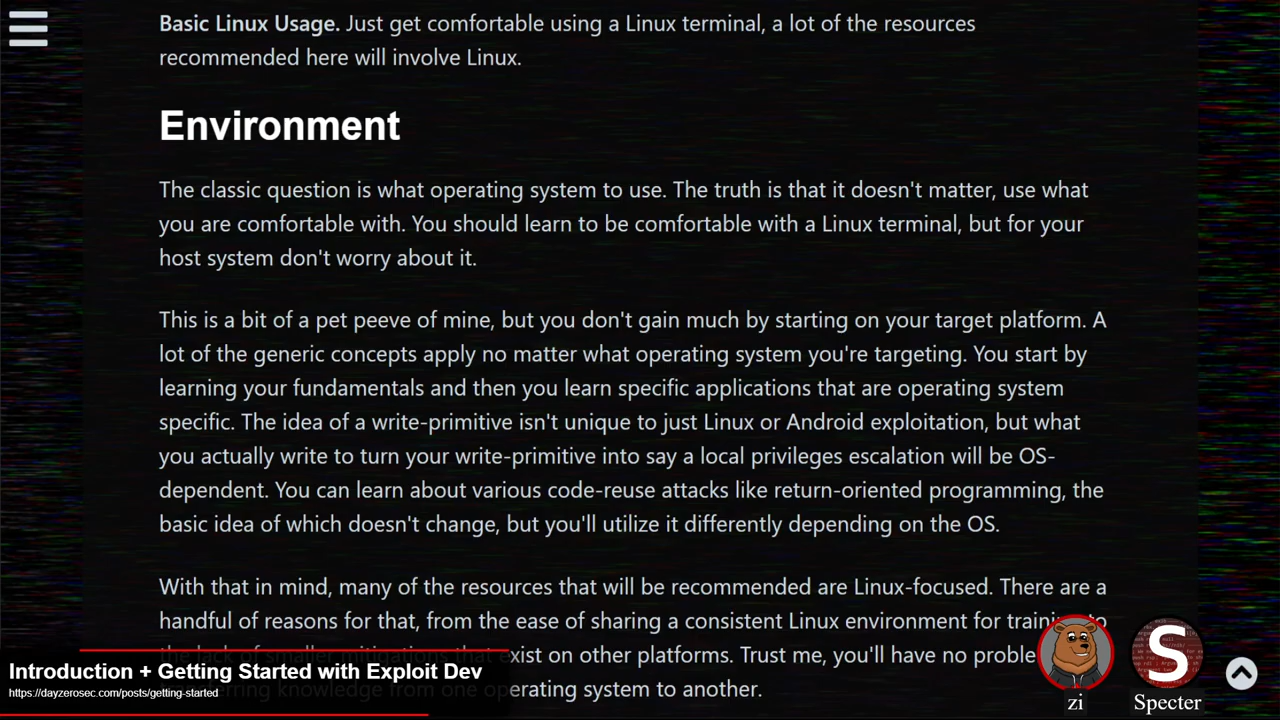 Basic Linux Usage. Just get comfortable using a Linux terminal, a lot of the resources
recommended here will involve Linux.
Environment
The classic question is what operating system to use. The truth is that it doesn't matter, use what
you are comfortable with. You should learn to be comfortable with a Linux terminal, but for your
host system don't worry about it.
This is a bit of a pet peeve of mine, but you don't gain much by starting on your target platform. A
lot of the generic concepts apply no matter what operating system you're targeting. You start by
learning your fundamentals and then you learn specific applications that are operating system
specific. The idea of a write-primitive isn't unique to just Linux or Android exploitation, but what
you actually write to turn your write-primitive into say a local privileges escalation will be OS-
dependent. You can learn about various code-reuse attacks like return-oriented programming, the
basic idea of which doesn't change, but you'll utilize it differently depending on the OS.
With that in mind, many of the resources that will be recommended are Linux-focused. There are a
handful of reasons for that, from the ease of sharing a consistent Linux environment for training to
the lack of smaller mitigations that exist on other platforms. Trust me, you'll have no
knowledge from one operating system to another.
Introduction + Getting Started with Exploit Dev
https://dayzerosec.com/posts/getting-started
zi
S
Specter